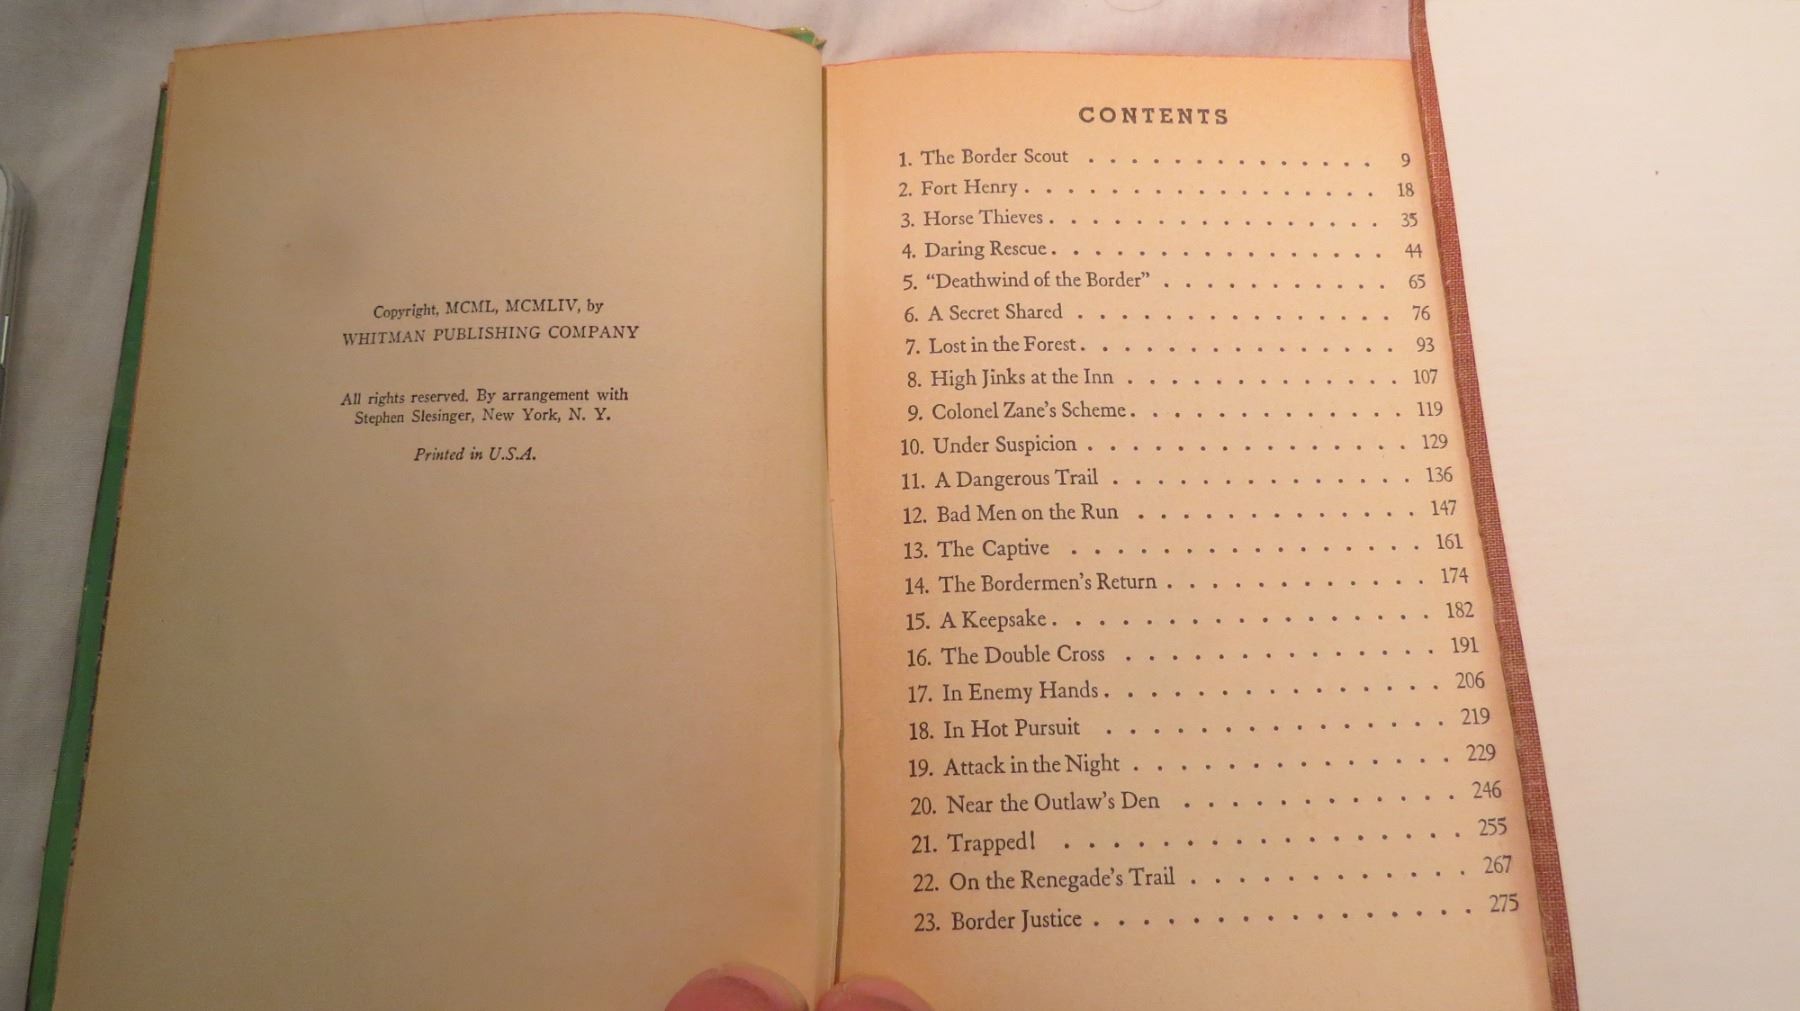 Copyright, MCML, MCMLIV, by
WHITMAN PUBLISHING COMPANY
All rights reserved. By arrangement with
Stephen Slesinger, New York, N. Y.
Printed in U.S.A.
CONTENTS
1. The Border Scout . . . . . . . . . . . . . . 9
2. Fort Henry . . . . . . . . . . . . . . . . . 18
3. Horse Thieves . . . . . . . . . . . . . . . . 35
4. Daring Rescue . . . . . . . . . . . . . . . . 44
5. “Deathwind of the Border” . . . . . . . . . . . 65
6. A Secret Shared . . . . . . . . . . . . . . . 76
7. Lost in the Forest . . . . . . . . . . . . . . . 93
8. High Jinks at the Inn . . . . . . . . . . . . . 107
9. Colonel Zane’s Scheme . . . . . . . . . . . . . 119
10. Under Suspicion . . . . . . . . . . . . . . . 129
11. A Dangerous Trail . . . . . . . . . . . . . . 136
12. Bad Men on the Run . . . . . . . . . . . . . 147
13. The Captive . . . . . . . . . . . . . . . . 161
14. The Bordermen’s Return . . . . . . . . . . . . 174
15. A Keepsake . . . . . . . . . . . . . . . . . 182
16. The Double Cross . . . . . . . . . . . . . . 191
17. In Enemy Hands . . . . . . . . . . . . . . . 206
18. In Hot Pursuit . . . . . . . . . . . . . . . 219
19. Attack in the Night . . . . . . . . . . . . . . 229
20. Near the Outlaw’s Den . . . . . . . . . . . . 246
21. Trapped! . . . . . . . . . . . . . . . . . 255
22. On the Renegade’s Trail . . . . . . . . . . . . 267
23. Border Justice . . . . . . . . . . . . . . . . 275